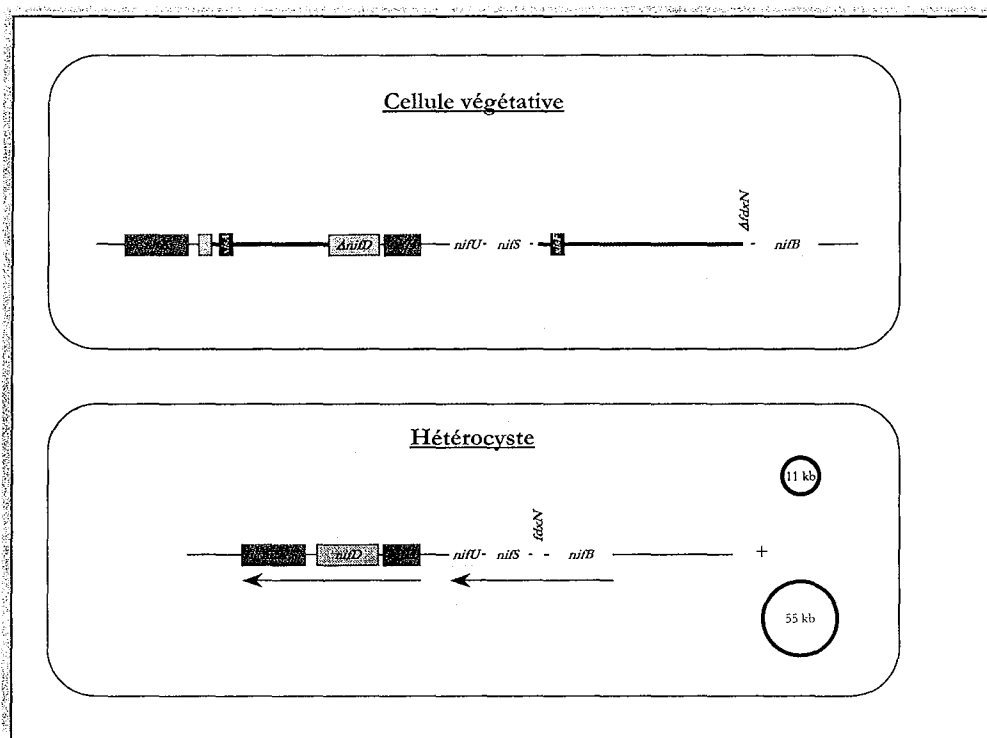 Cellule végétative
ΔfdxN
ΔnifD
nifU- nifS - - nifB
Hétérocyste
11 kb
fdxN
nifD
nifU- nifS - - nifB
+
55 kb